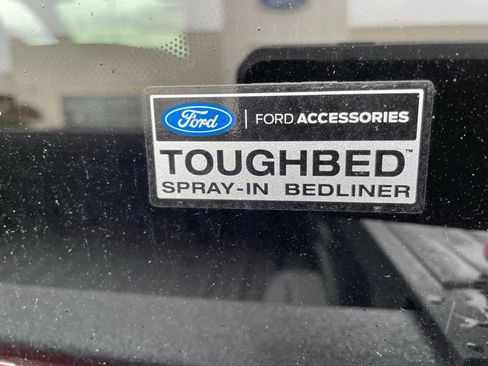 Ford | FORD ACCESSORIES
TOUGHBED™
SPRAY-IN BEDLINER